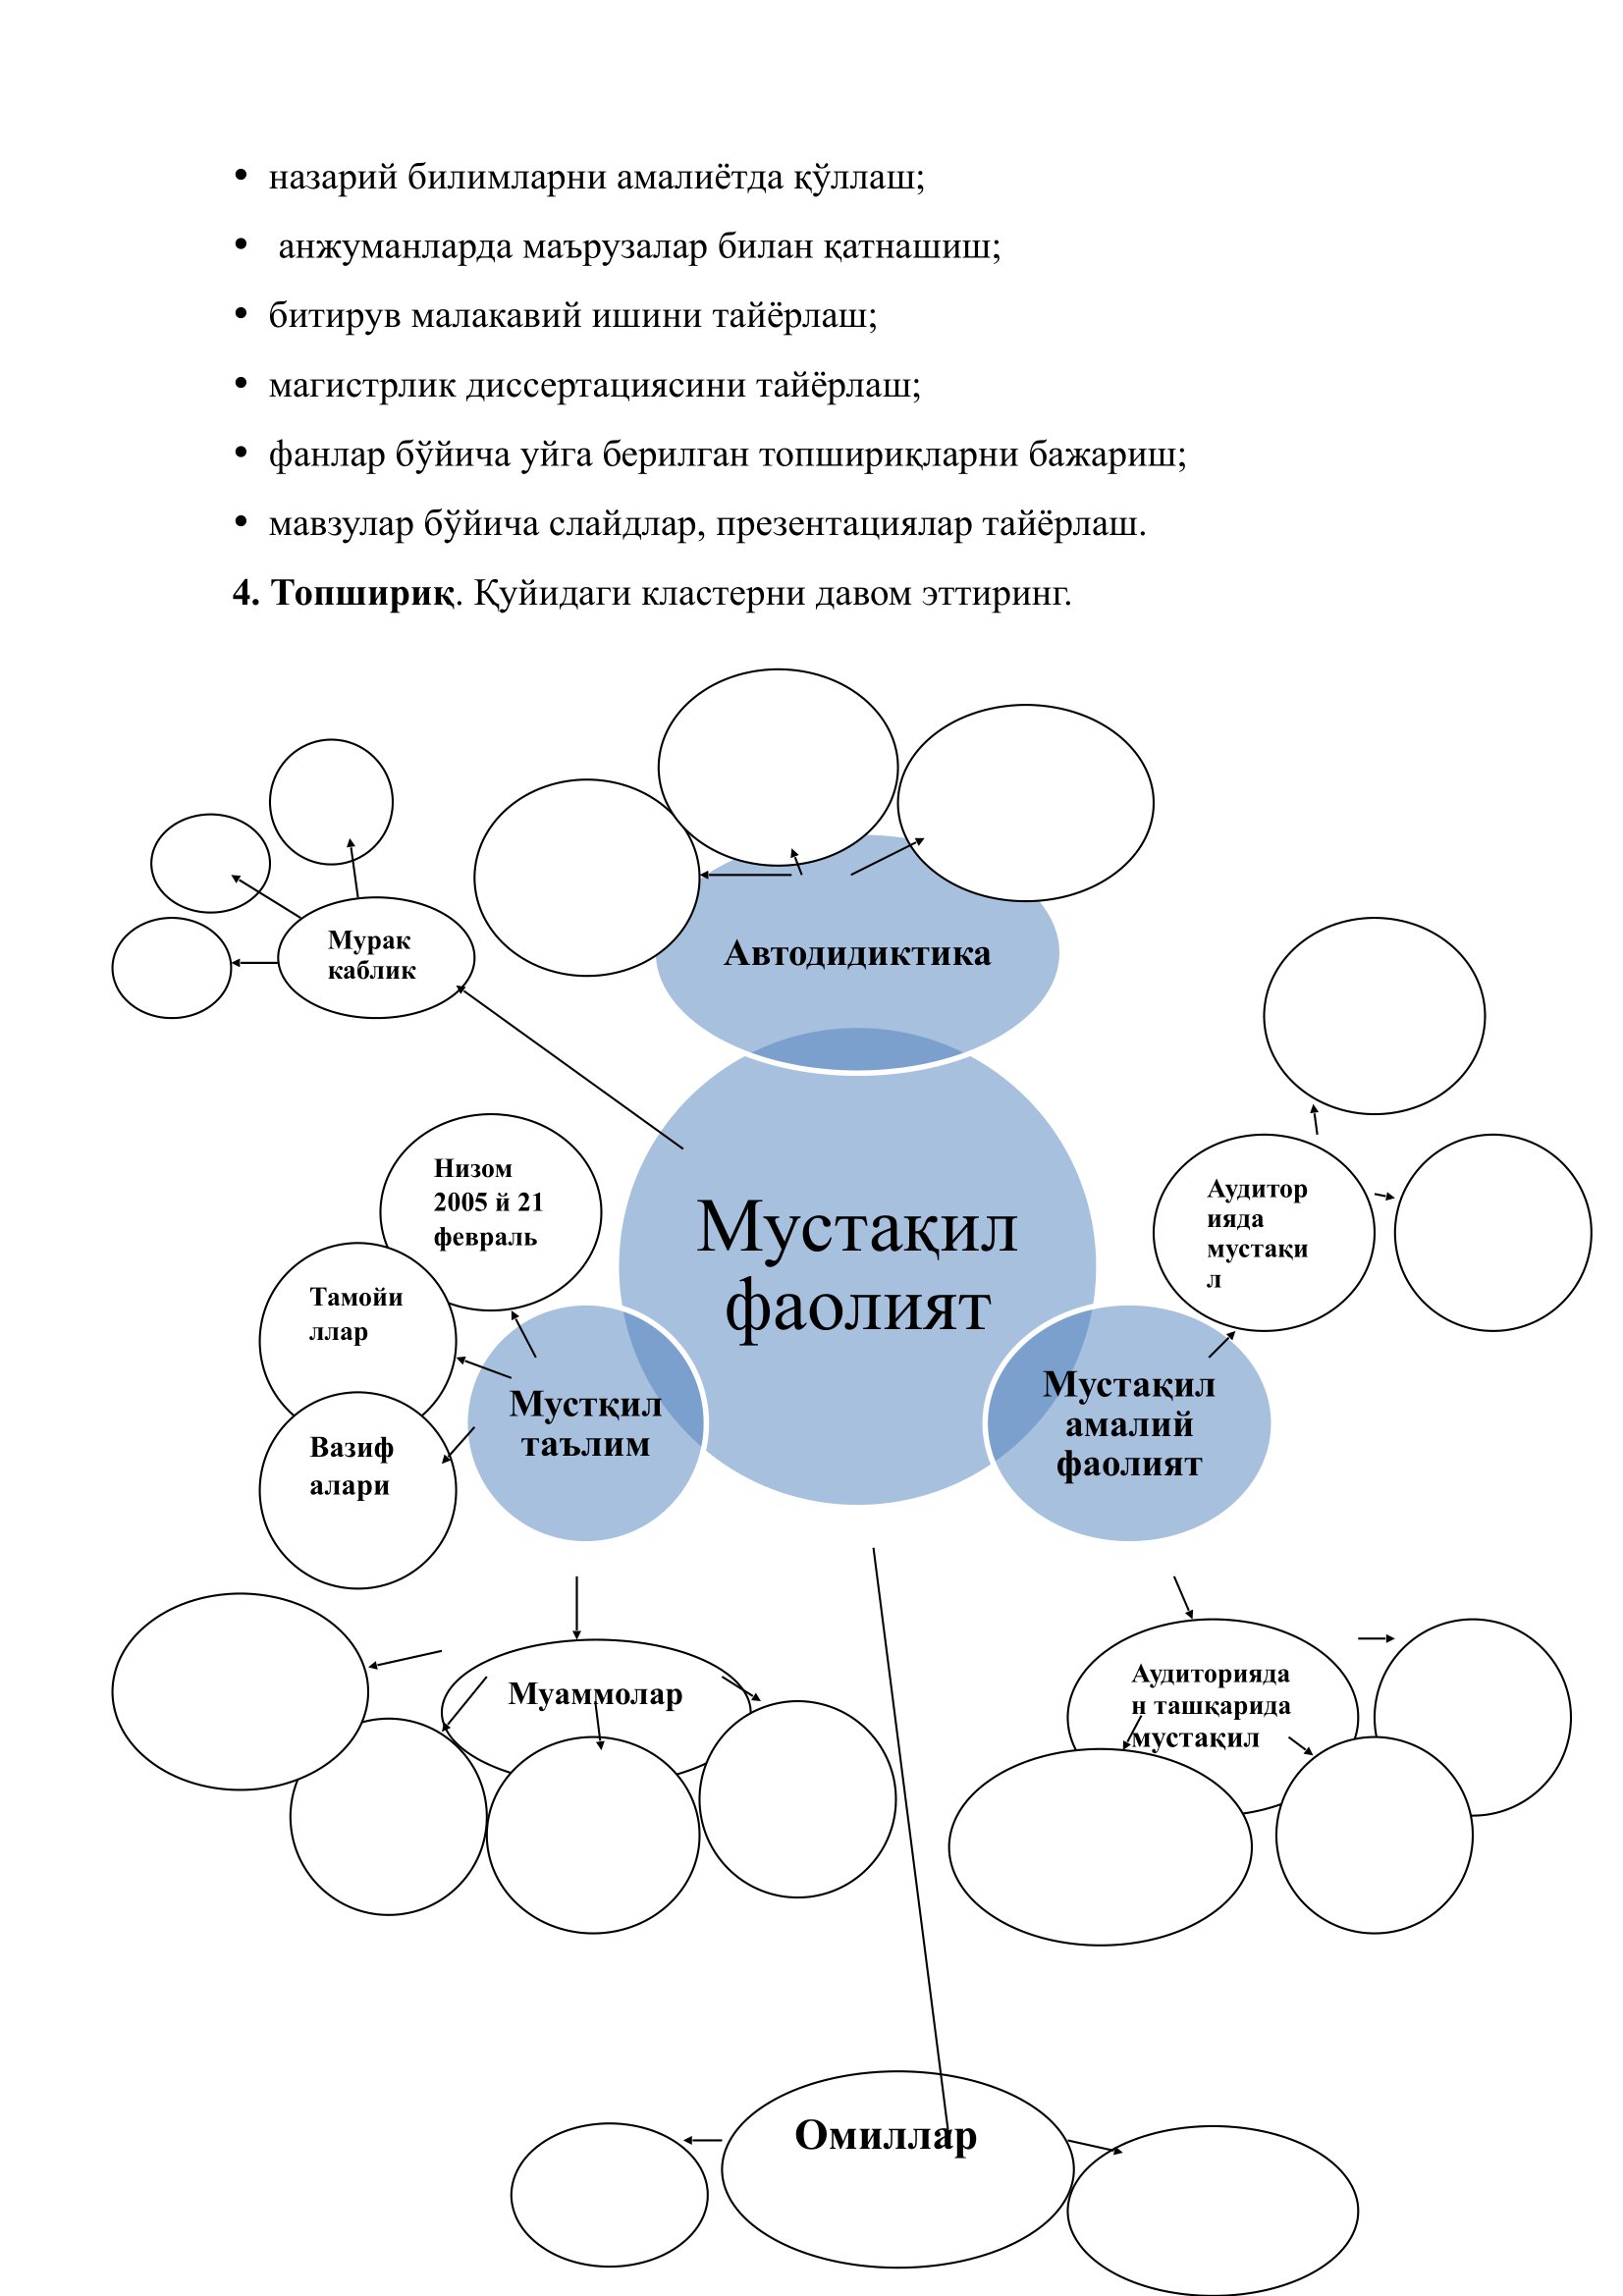 • назарий билимларни амалиётда қўллаш;
• анжуманларда маърузалар билан қатнашиш;
• битирув малакавий ишини тайёрлаш;
• магистрлик диссертациясини тайёрлаш;
• фанлар бўйича уйга берилган топшириқларни бажариш;
• мавзулар бўйича слайдлар, презентациялар тайёрлаш.
4. Топшириқ. Қуйидаги кластерни давом эттиринг.
Мурак
каблик
Автодидиктика
Низом
2005 й 21
февраль
Аудитор
ияда
мустақи
л
Мустақил
фаолият
Тамойи
ллар
Мустқил
таълим
Мустақил
амалий
фаолият
Вазиф
алари
Муаммолар
Аудиторияда
н ташқарида
мустақил
Омиллар